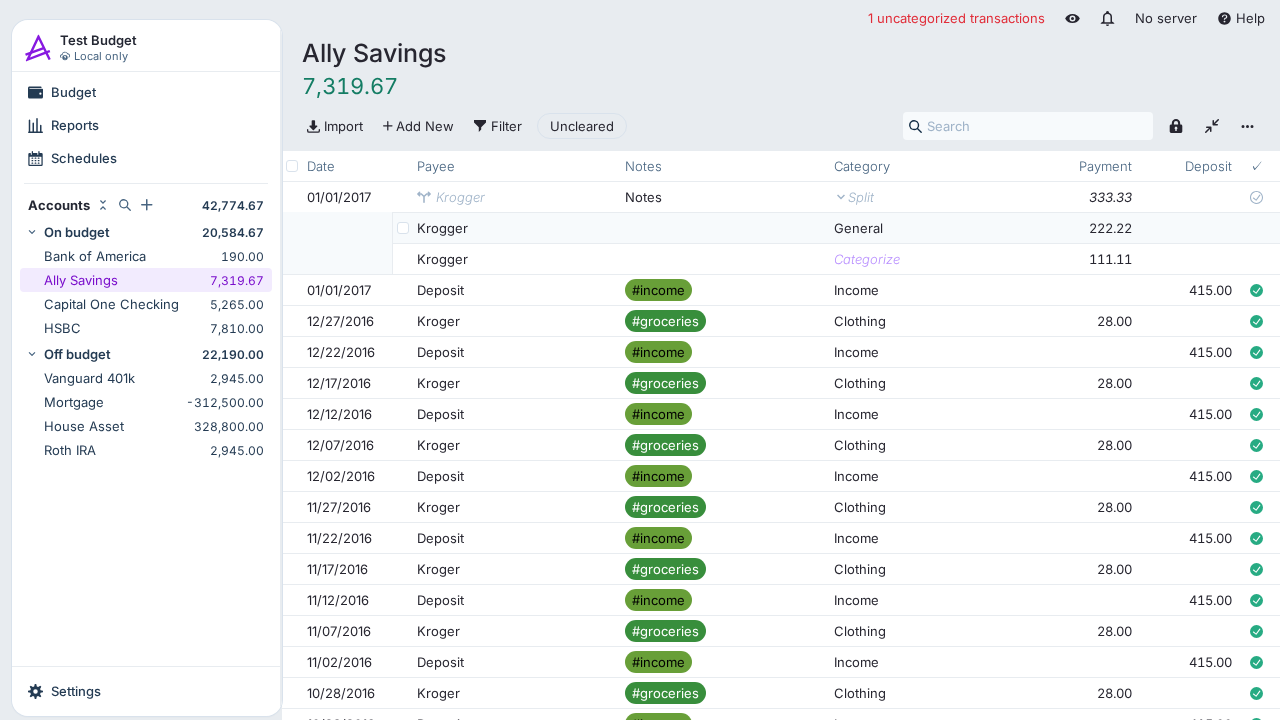 1 uncategorized transactions
No server
Help
Test Budget
Local only
Budget
Reports
Schedules
Accounts 42,774.67
On budget 20,584.67
Bank of America 190.00
Ally Savings 7,319.67
Capital One Checking 5,265.00
HSBC 7,810.00
Off budget 22,190.00
Vanguard 401k 2,945.00
Mortgage -312,500.00
House Asset 328,800.00
Roth IRA 2,945.00
Settings
Ally Savings
7,319.67
Import Add New Filter Uncleared Search
Date Payee Notes Category Payment Deposit ✓
01/01/2017 Krogger Notes Split 333.33
Krogger General 222.22
Krogger Categorize 111.11
01/01/2017 Deposit #income Income 415.00
12/27/2016 Kroger #groceries Clothing 28.00
12/22/2016 Deposit #income Income 415.00
12/17/2016 Kroger #groceries Clothing 28.00
12/12/2016 Deposit #income Income 415.00
12/07/2016 Kroger #groceries Clothing 28.00
12/02/2016 Deposit #income Income 415.00
11/27/2016 Kroger #groceries Clothing 28.00
11/22/2016 Deposit #income Income 415.00
11/17/2016 Kroger #groceries Clothing 28.00
11/12/2016 Deposit #income Income 415.00
11/07/2016 Kroger #groceries Clothing 28.00
11/02/2016 Deposit #income Income 415.00
10/28/2016 Kroger #groceries Clothing 28.00